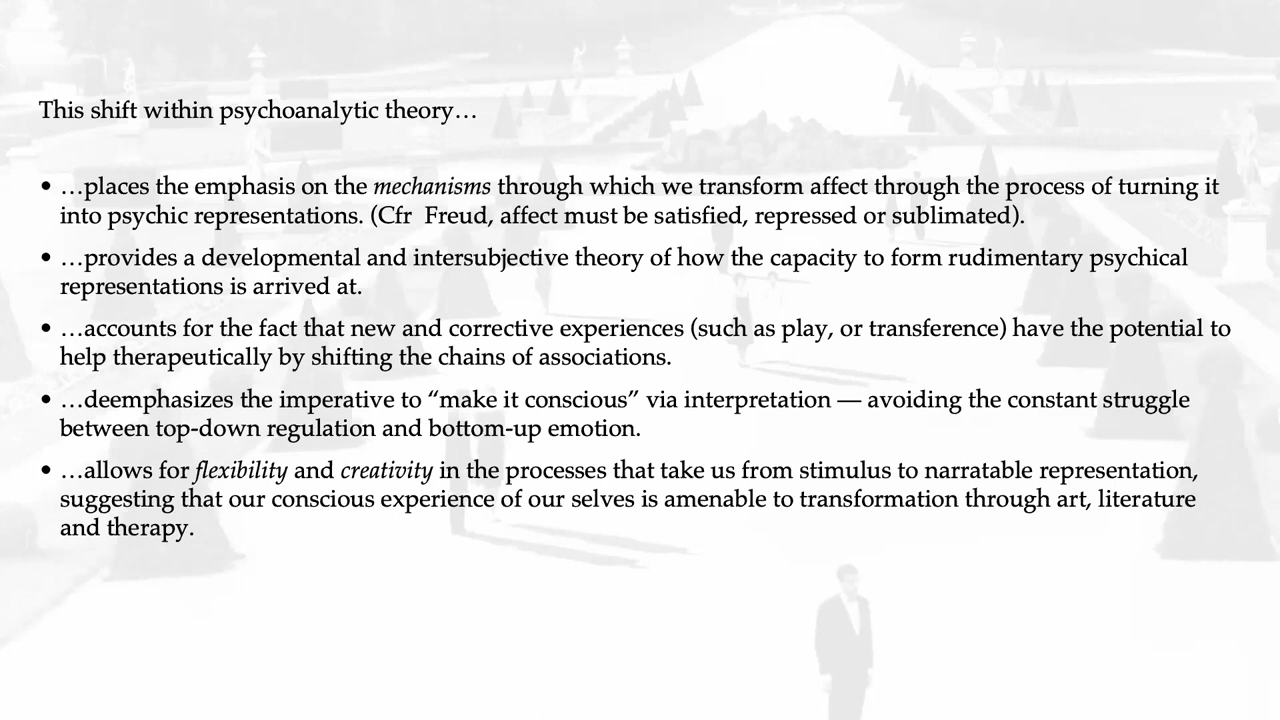 This shift within psychoanalytic theory…
• …places the emphasis on the mechanisms through which we transform affect through the process of turning it
into psychic representations. (Cfr  Freud, affect must be satisfied, repressed or sublimated).
• …provides a developmental and intersubjective theory of how the capacity to form rudimentary psychical
representations is arrived at.
• …accounts for the fact that new and corrective experiences (such as play, or transference) have the potential to
help therapeutically by shifting the chains of associations.
• …deemphasizes the imperative to “make it conscious” via interpretation — avoiding the constant struggle
between top-down regulation and bottom-up emotion.
• …allows for flexibility and creativity in the processes that take us from stimulus to narratable representation,
suggesting that our conscious experience of our selves is amenable to transformation through art, literature
and therapy.